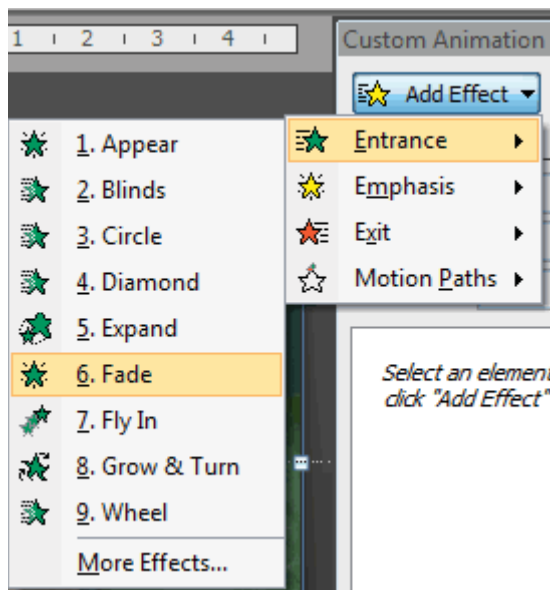 1 2 3 4
Custom Animation
Add Effect
Entrance
Emphasis
Exit
Motion Paths
1. Appear
2. Blinds
3. Circle
4. Diamond
5. Expand
6. Fade
7. Fly In
8. Grow & Turn
9. Wheel
More Effects...
Select an element
click "Add Effect"